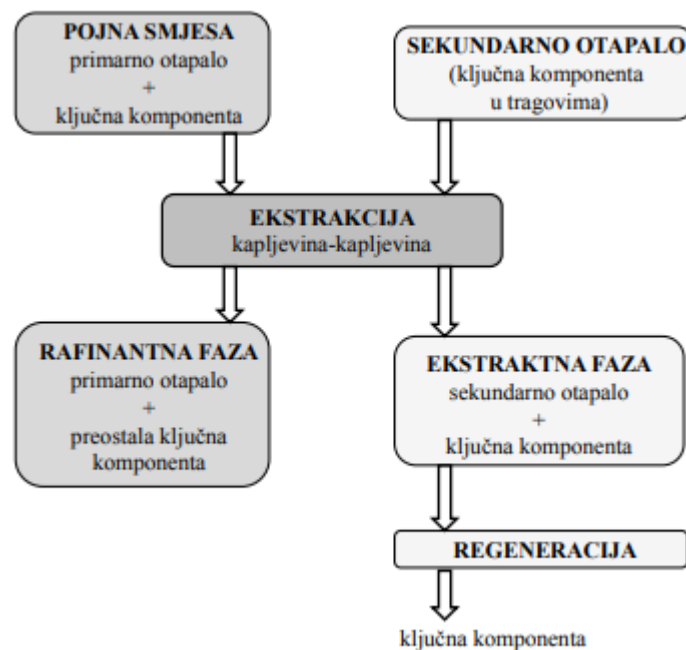 POJNA SMJESA
primarno otapalo
+
ključna komponenta
SEKUNDARNO OTAPALO
(ključna komponenta
u tragovima)
EKSTRAKCIJA
kapljevina-kapljevina
RAFINANTNA FAZA
primarno otapalo
+
preostala ključna
komponenta
EKSTRAKTNA FAZA
sekundarno otapalo
+
ključna komponenta
REGENERACIJA
ključna komponenta